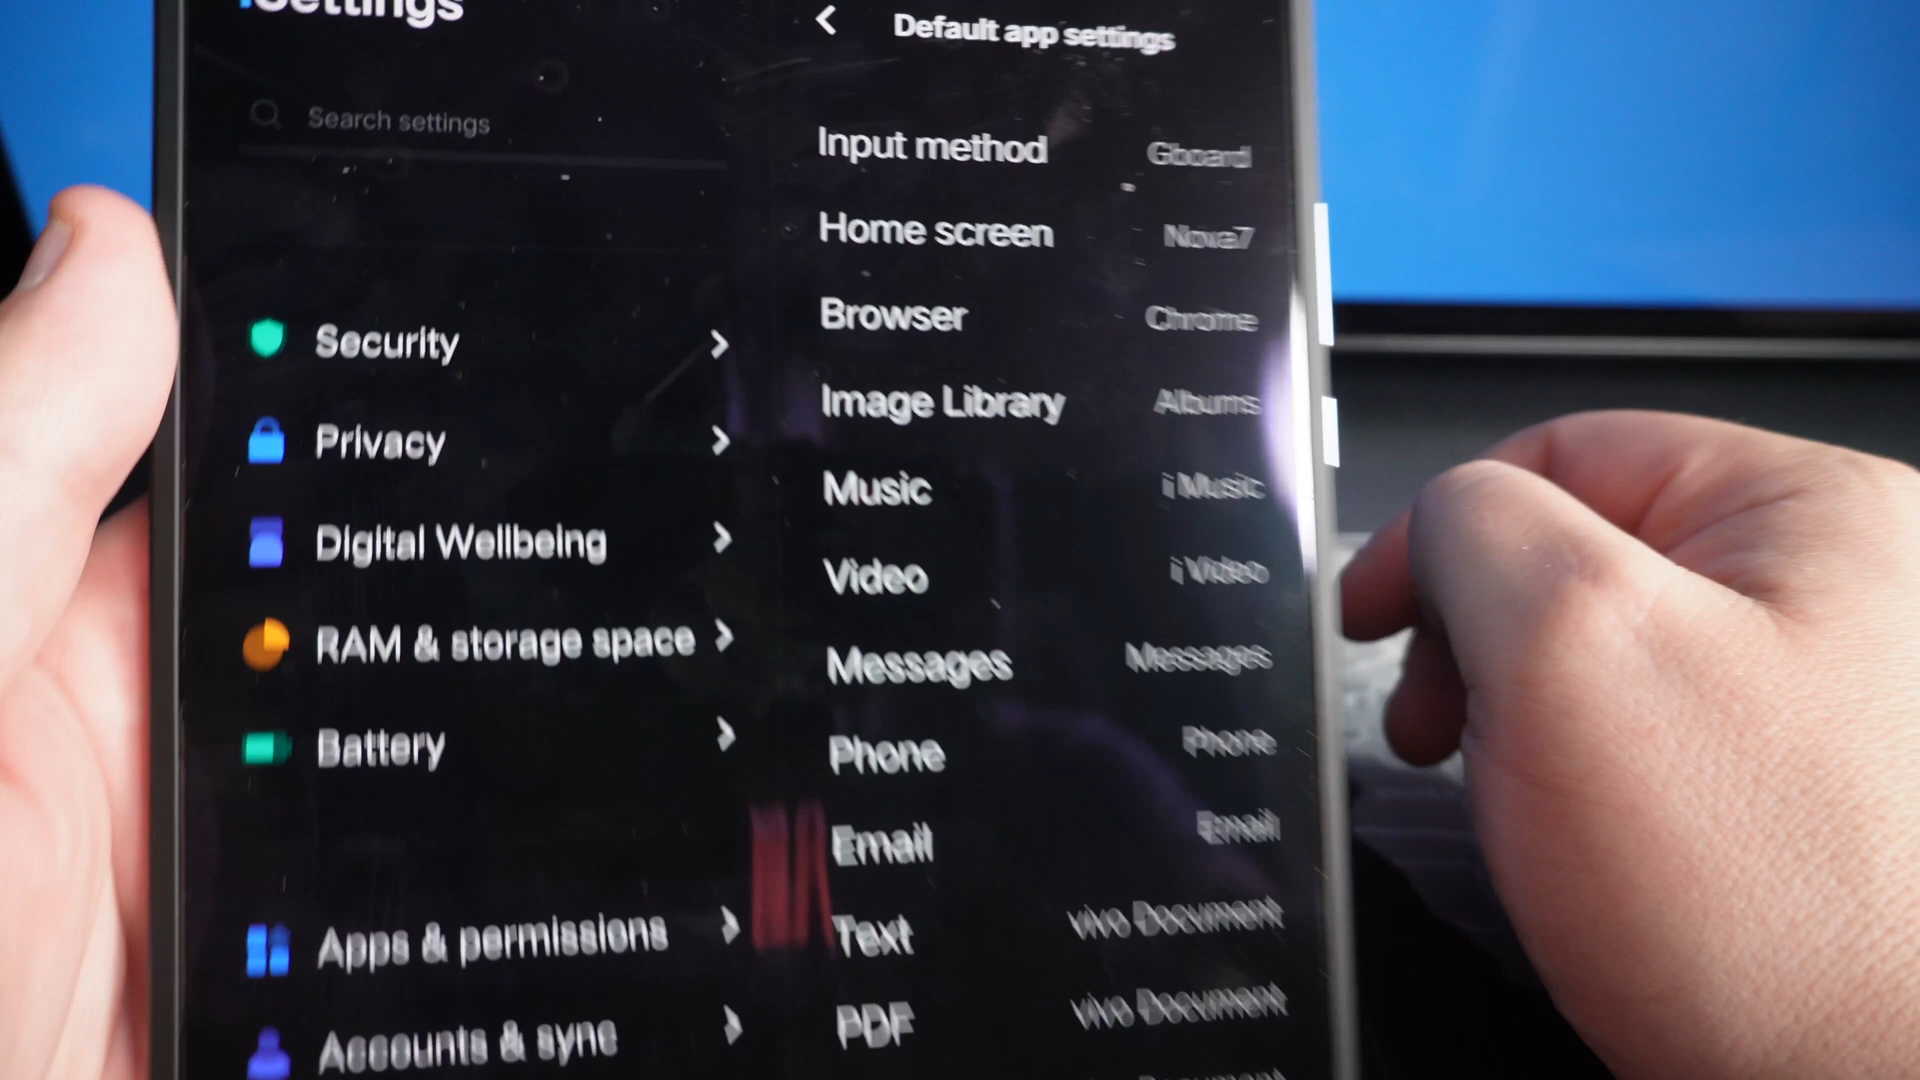 Settings
Search settings
Security
Privacy
Digital Wellbeing
RAM & storage space
Battery
Apps & permissions
Accounts & sync
Default app settings
Input method Gboard
Home screen Nova7
Browser Chrome
Image Library Albums
Music i Music
Video i Video
Messages Messages
Phone Phone
Email Email
Text vivo Document
PDF vivo Document